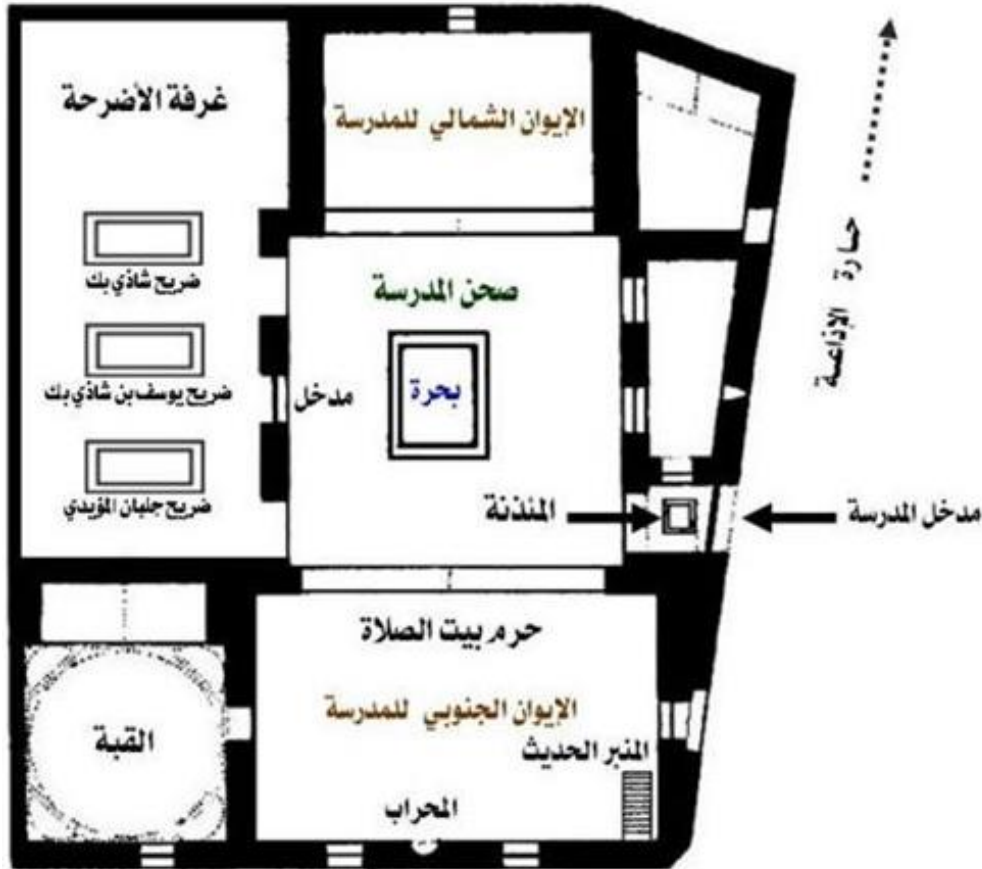 غرفة الأضرحة
الإيوان الشمالي للمدرسة
حارة الإذاعة
ضريح شاذي بك
صحن المدرسة
بحرة
مدخل
ضريح يوسف بن شاذي بك
ضريح جلبان المؤيدي
المئذنة
مدخل المدرسة
حرم بيت الصلاة
الإيوان الجنوبي للمدرسة
القبة
المنبر الحديث
المحراب